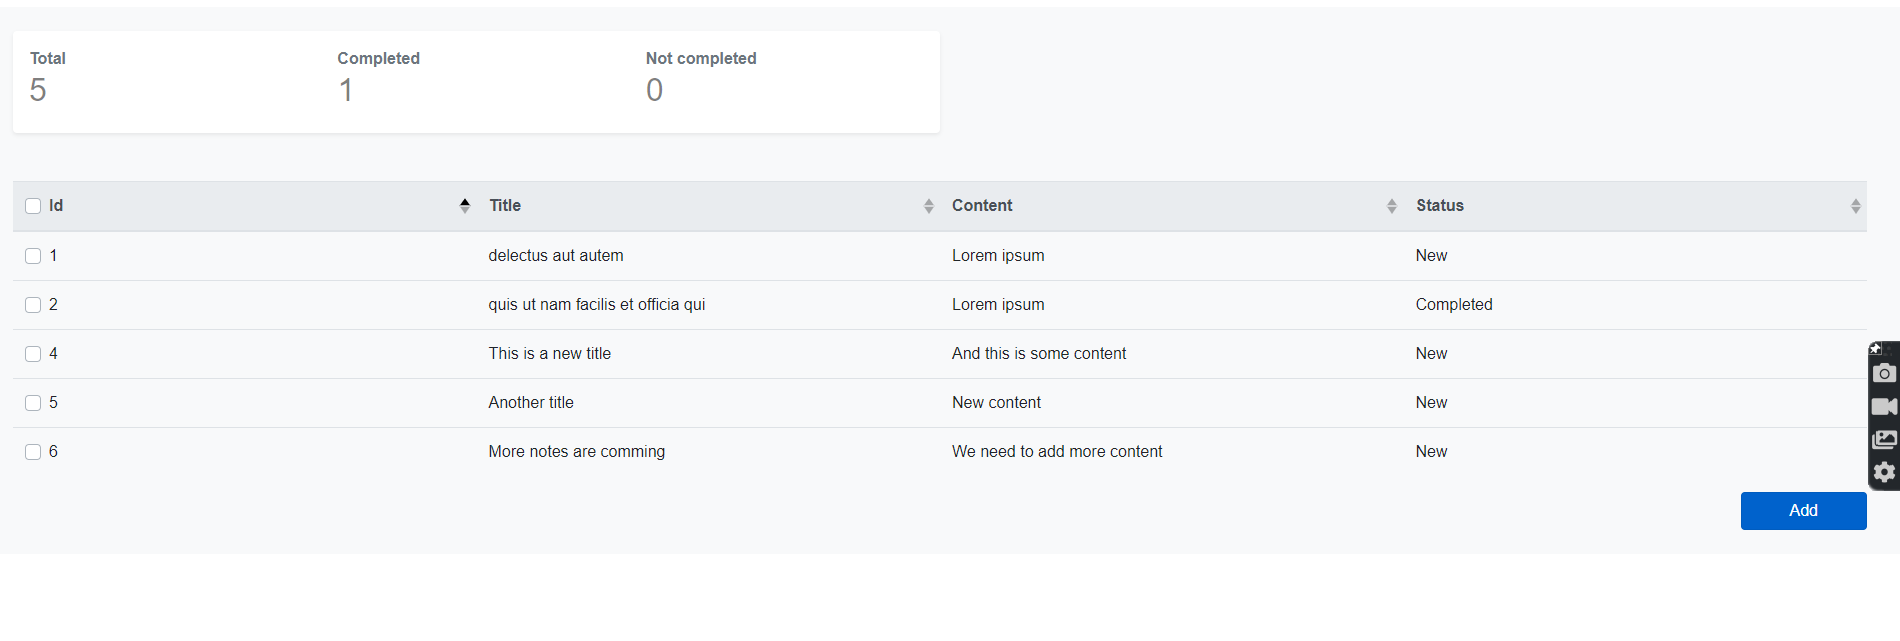 Total Completed Not completed
5 1 0
Id Title Content Status
1 delectus aut autem Lorem ipsum New
2 quis ut nam facilis et officia qui Lorem ipsum Completed
4 This is a new title And this is some content New
5 Another title New content New
6 More notes are comming We need to add more content New
Add